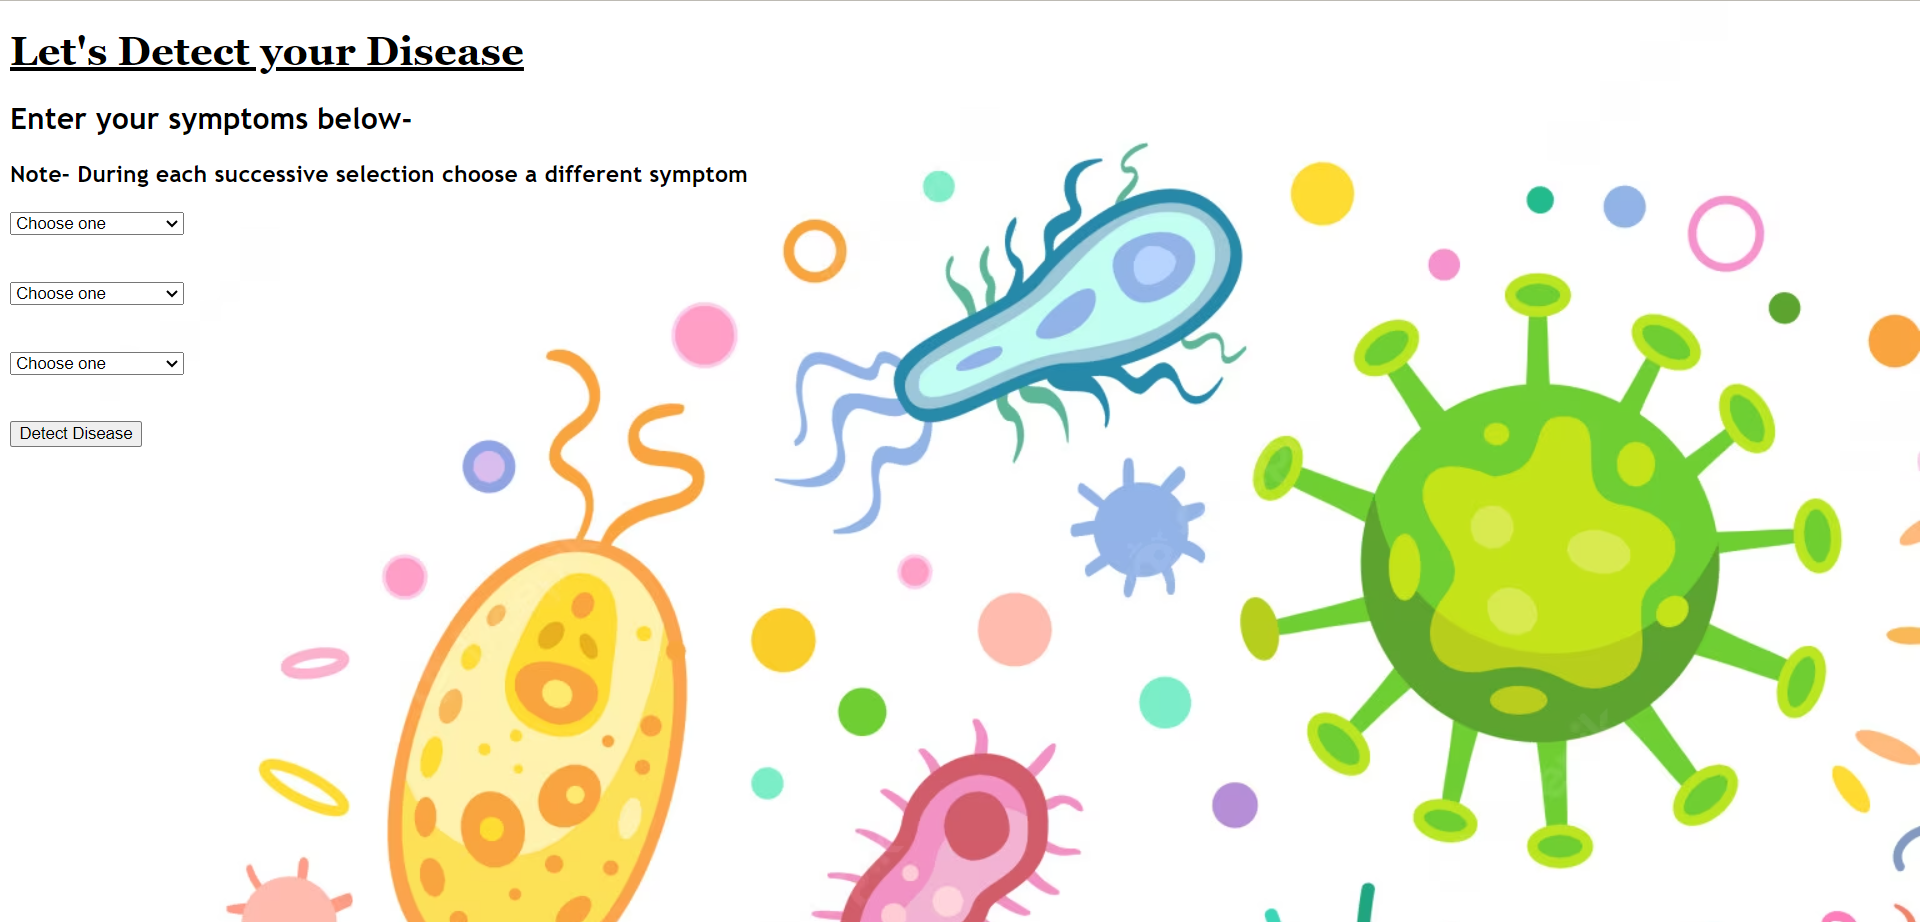 Let's Detect your Disease
Enter your symptoms below-
Note- During each successive selection choose a different symptom
Choose one
Choose one
Choose one
Detect Disease